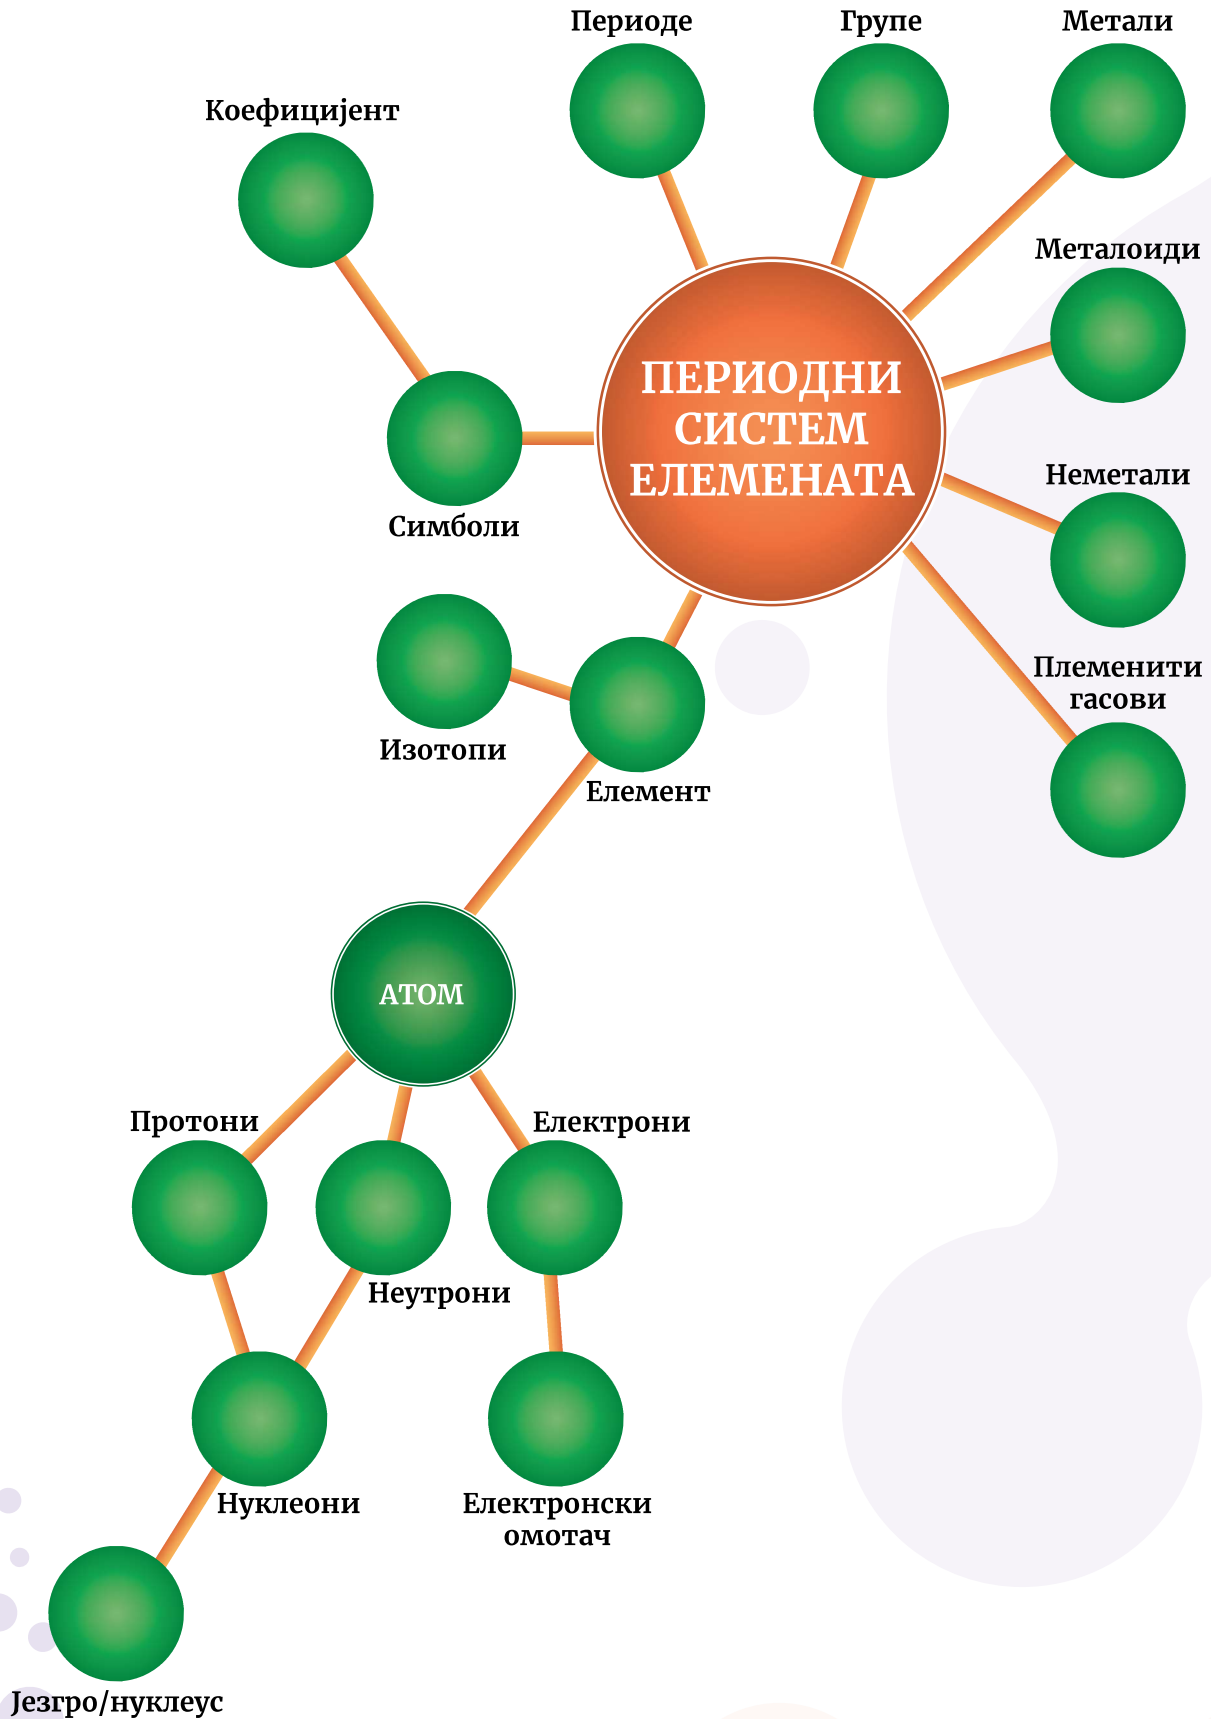 Периоде
Групе
Метали
Коефицијент
Металоиди
ПЕРИОДНИ
СИСТЕМ
ЕЛЕМЕНАТА
Неметали
Симболи
Племенити
гасови
Изотопи
Елемент
АТОМ
Протони
Електрони
Неутрони
Нуклеони
Електронски
омотач
Језгро/нуклеус